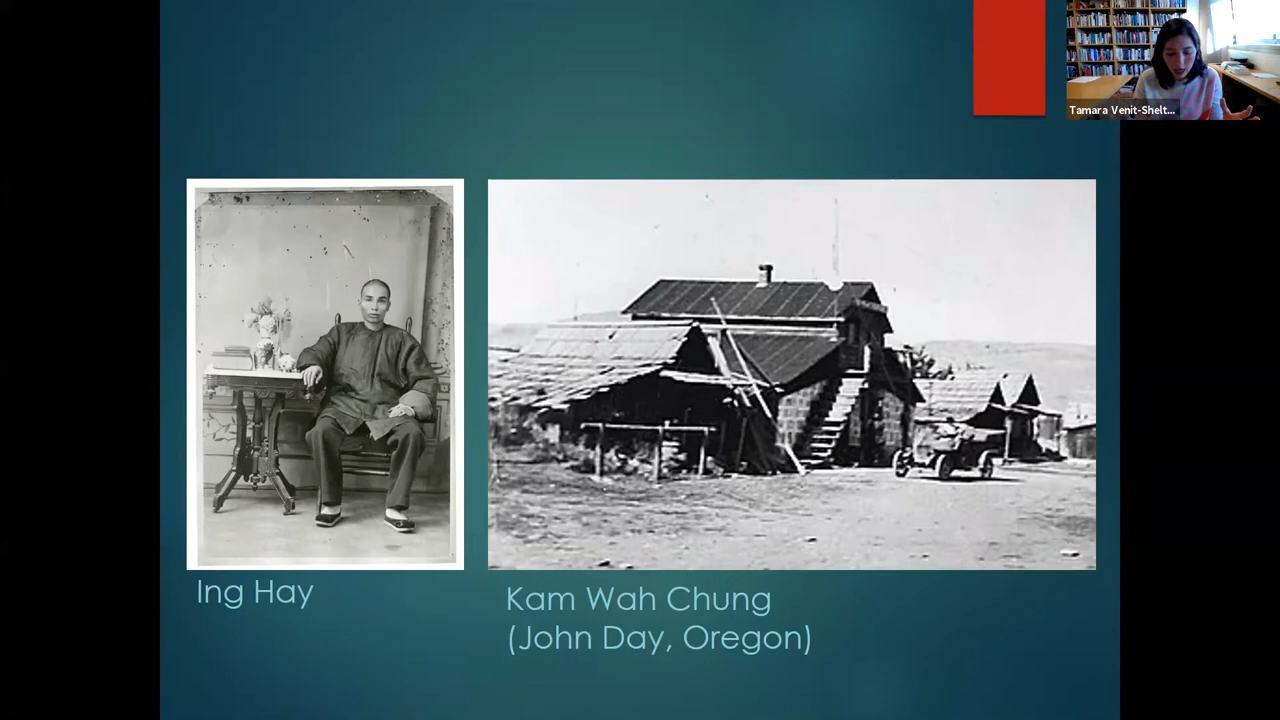 Tamara Venit-Shelt...
Ing Hay
Kam Wah Chung
(John Day, Oregon)